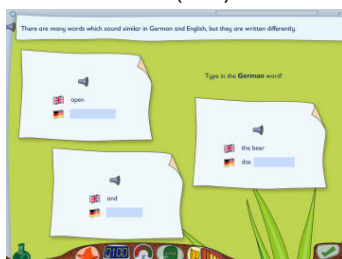 There are many words which sound similar in German and English, but they are written differently.
Type in the German word!
open
the beer
das
and